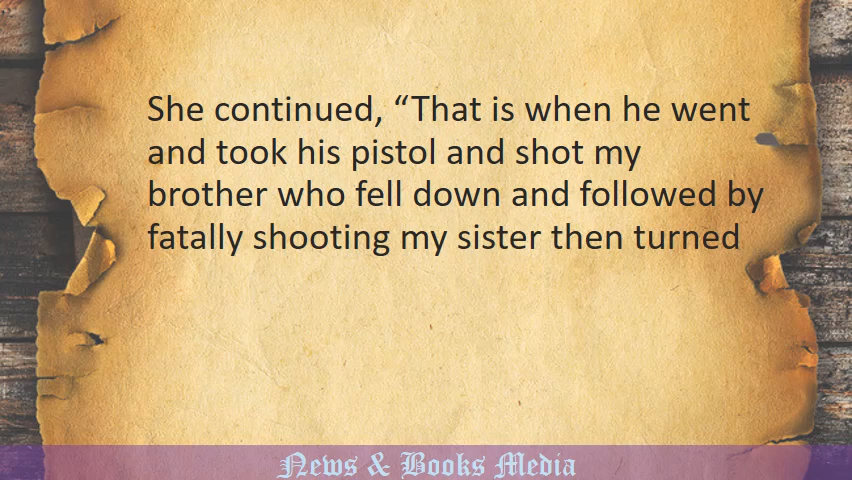 She continued, “That is when he went
and took his pistol and shot my
brother who fell down and followed by
fatally shooting my sister then turned
News & Books Media